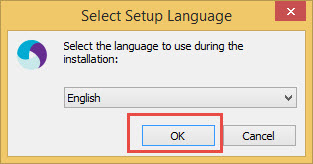 Select Setup Language
Select the language to use during the
installation:
English
OK
Cancel